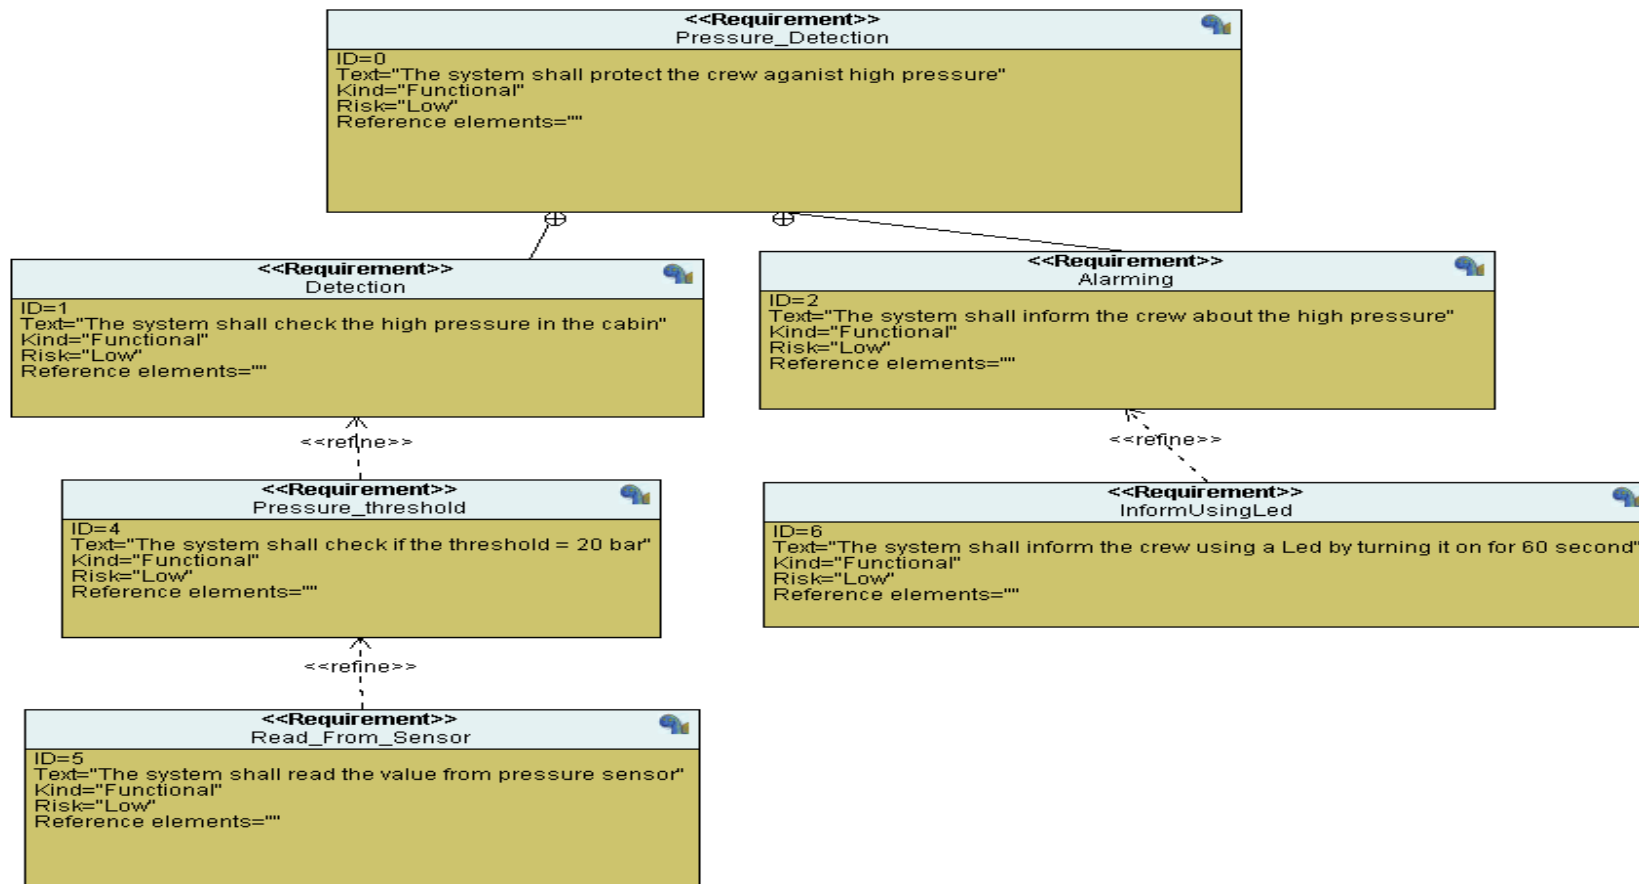 <<Requirement>>
Pressure_Detection
ID=0
Text="The system shall protect the crew aganist high pressure"
Kind="Functional"
Risk="Low"
Reference elements=""
<<Requirement>>
Detection
ID=1
Text="The system shall check the high pressure in the cabin"
Kind="Functional"
Risk="Low"
Reference elements=""
<<Requirement>>
Alarming
ID=2
Text="The system shall inform the crew about the high pressure"
Kind="Functional"
Risk="Low"
Reference elements=""
<<refine>>
<<refine>>
<<Requirement>>
Pressure_threshold
ID=4
Text="The system shall check if the threshold = 20 bar"
Kind="Functional"
Risk="Low"
Reference elements=""
<<Requirement>>
InformUsingLed
ID=6
Text="The system shall inform the crew using a Led by turning it on for 60 second"
Kind="Functional"
Risk="Low"
Reference elements=""
<<refine>>
<<Requirement>>
Read_From_Sensor
ID=5
Text="The system shall read the value from pressure sensor"
Kind="Functional"
Risk="Low"
Reference elements=""